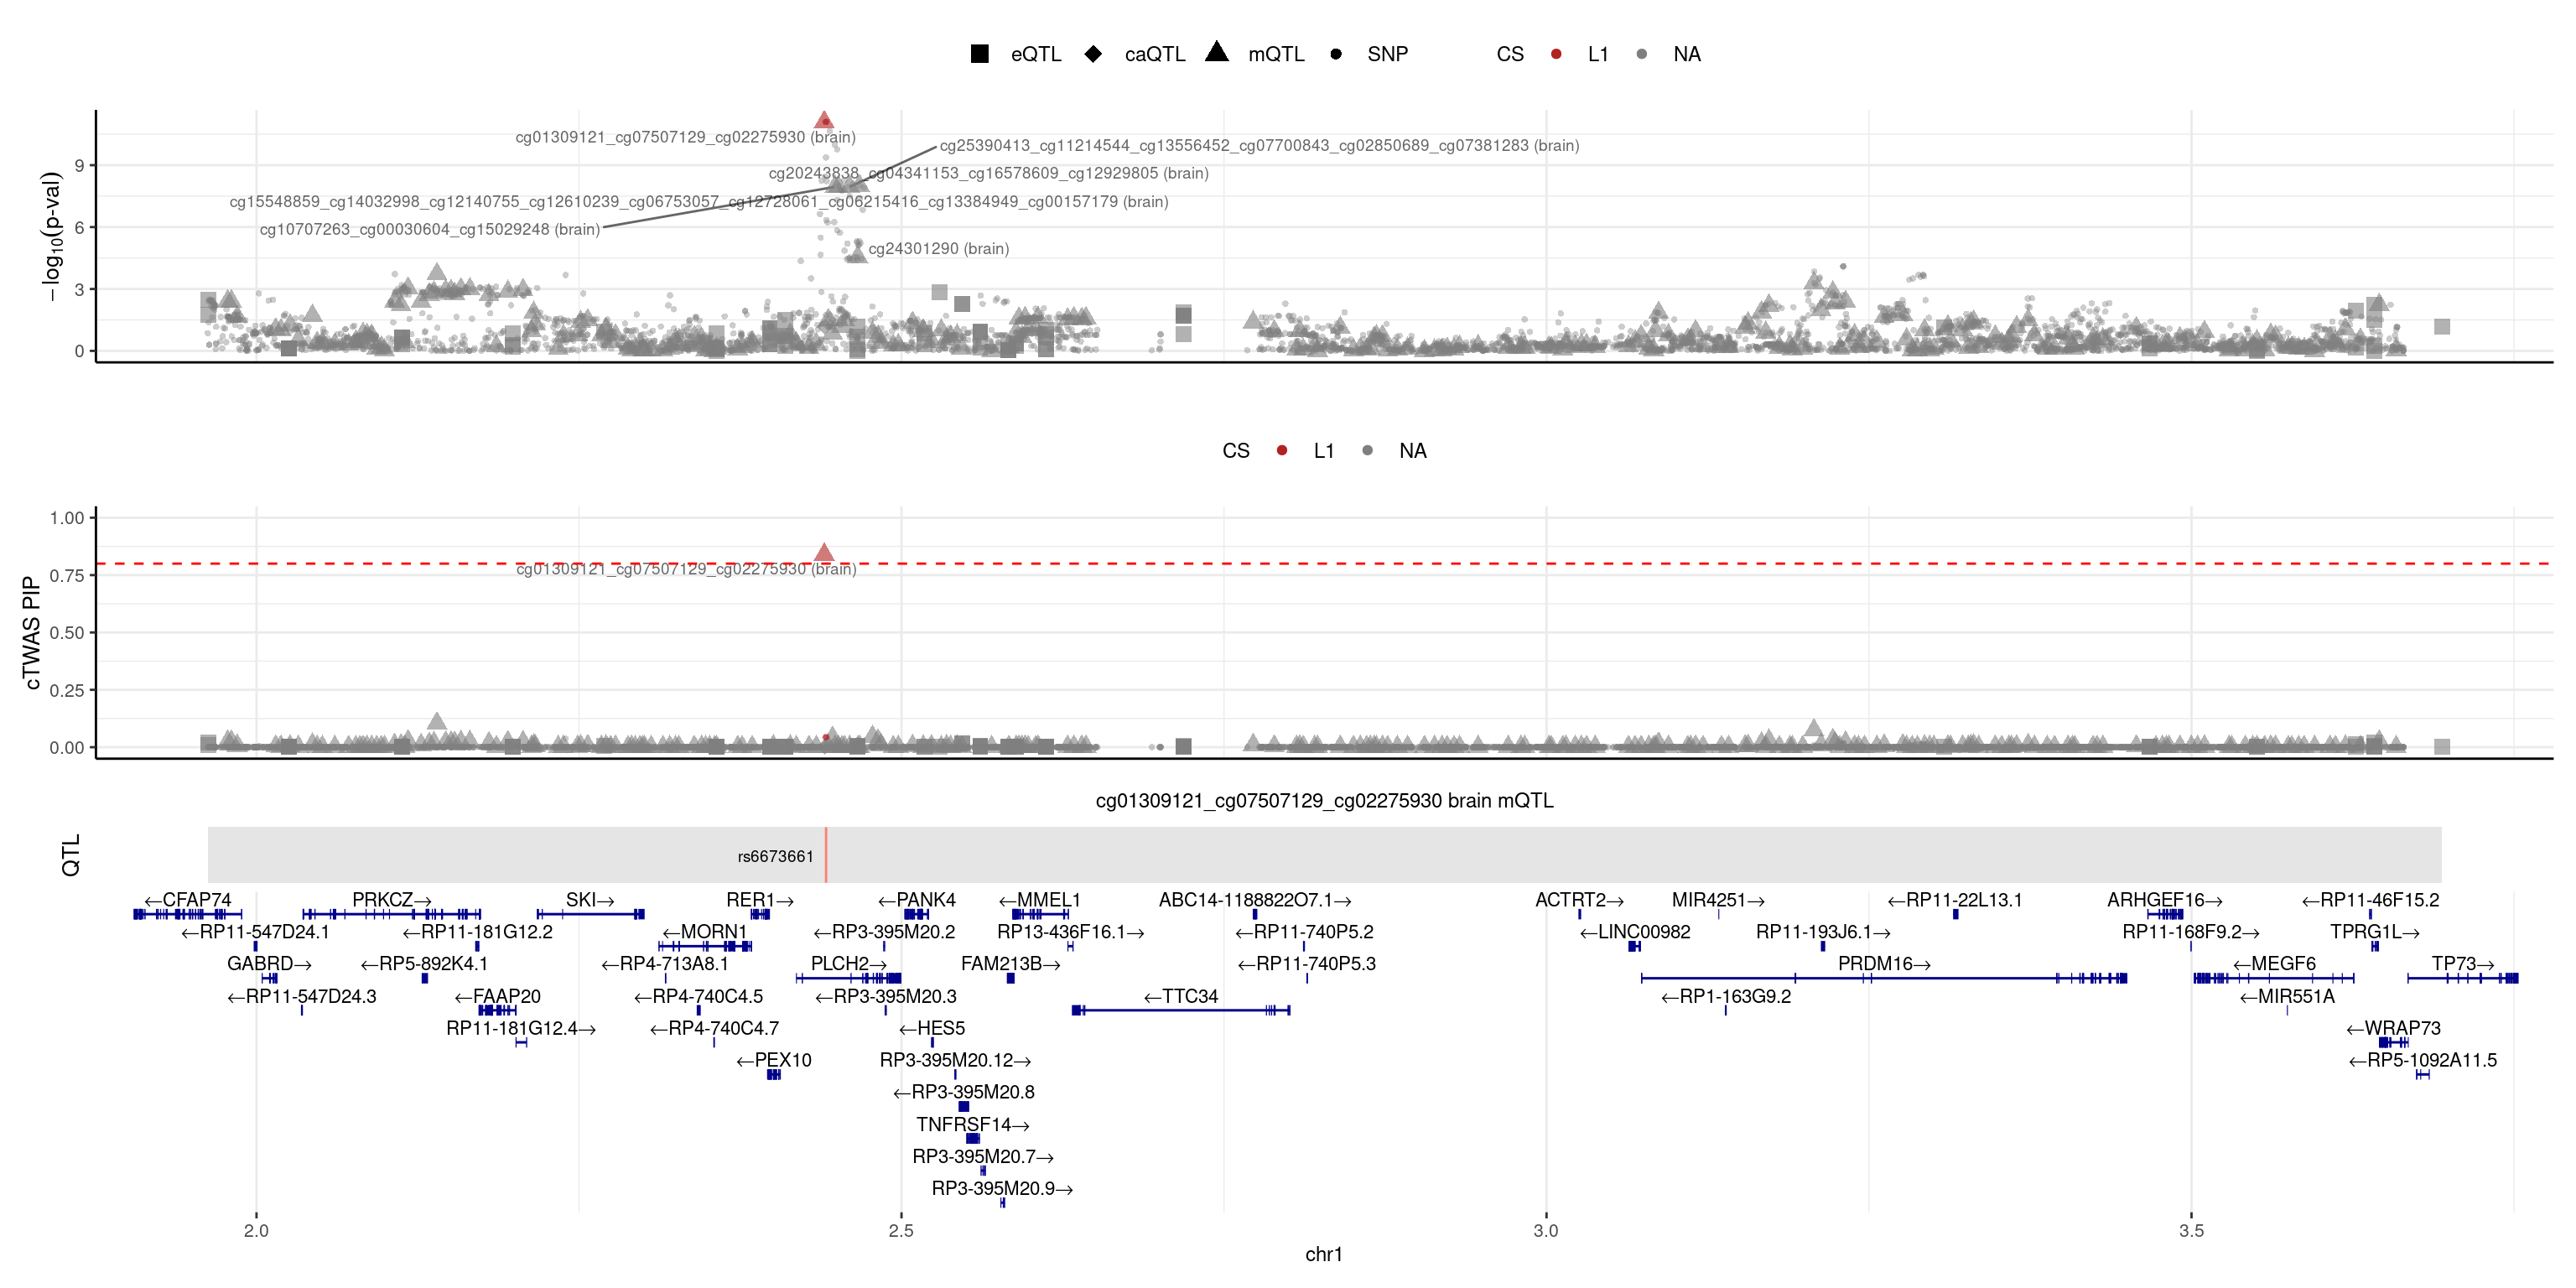 eQTL caQTL mQTL SNP CS L1 NA
−log10(p-val)
9
6
3
0
cg01309121_cg07507129_cg02275930 (brain)
cg25390413_cg11214544_cg13556452_cg07700843_cg02850689_cg07381283 (brain)
cg20243838_cg04341153_cg16578609_cg12929805 (brain)
cg15548859_cg14032998_cg12140755_cg12610239_cg06753057_cg12728061_cg06215416_cg13384949_cg00157179 (brain)
cg10707263_cg00030604_cg15029248 (brain)
cg24301290 (brain)
CS L1 NA
cTWAS PIP
1.00
0.75
0.50
0.25
0.00
cg01309121_cg07507129_cg02275930 (brain)
cg01309121_cg07507129_cg02275930 brain mQTL
QTL
rs6673661
←CFAP74 PRKCZ→ SKI→ RER1→ ←PANK4 ←MMEL1 ABC14-1188822O7.1→ ACTRT2→ MIR4251→ ←RP11-22L13.1 ARHGEF16→ ←RP11-46F15.2
←RP11-547D24.1 ←RP11-181G12.2 ←MORN1 ←RP3-395M20.2 RP13-436F16.1→ ←RP11-740P5.2 ←LINC00982 RP11-193J6.1→ RP11-168F9.2→ TPRG1L→
GABRD→ ←RP5-892K4.1 ←RP4-713A8.1 PLCH2→ FAM213B→ ←RP11-740P5.3 PRDM16→ ←MEGF6 TP73→
←RP11-547D24.3 ←FAAP20 ←RP4-740C4.5 ←RP3-395M20.3 ←TTC34 ←RP1-163G9.2 ←MIR551A
RP11-181G12.4→ ←RP4-740C4.7 ←HES5 ←WRAP73
←PEX10 RP3-395M20.12→ ←RP5-1092A11.5
←RP3-395M20.8
TNFRSF14→
RP3-395M20.7→
RP3-395M20.9→
2.0 2.5 3.0 3.5
chr1